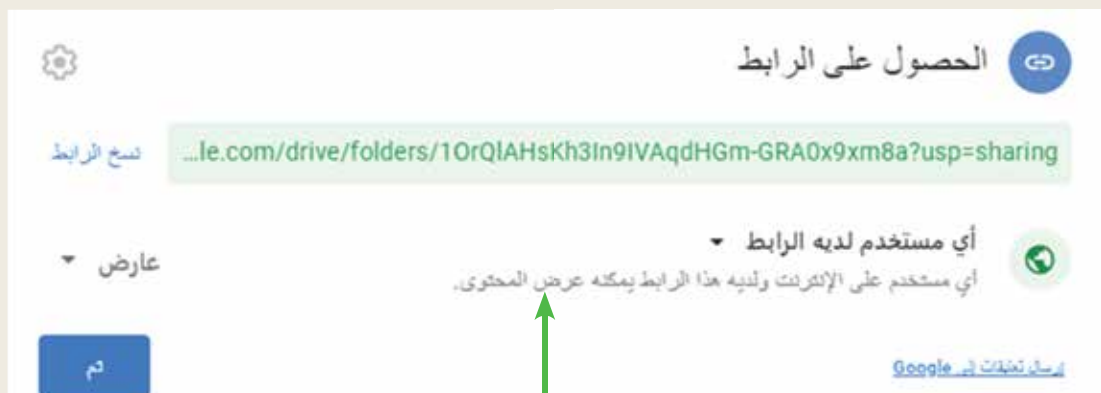 الحصول على الرابط
...le.com/drive/folders/1OrQlAHsKh3In9IVAqdHGm-GRA0x9xm8a?usp=sharing نسخ الرابط
أي مستخدم لديه الرابط عارض
أي مستخدم على الإنترنت ولديه هذا الرابط يمكنه عرض المحتوى.
إرسال تعليقات إلى Google تم